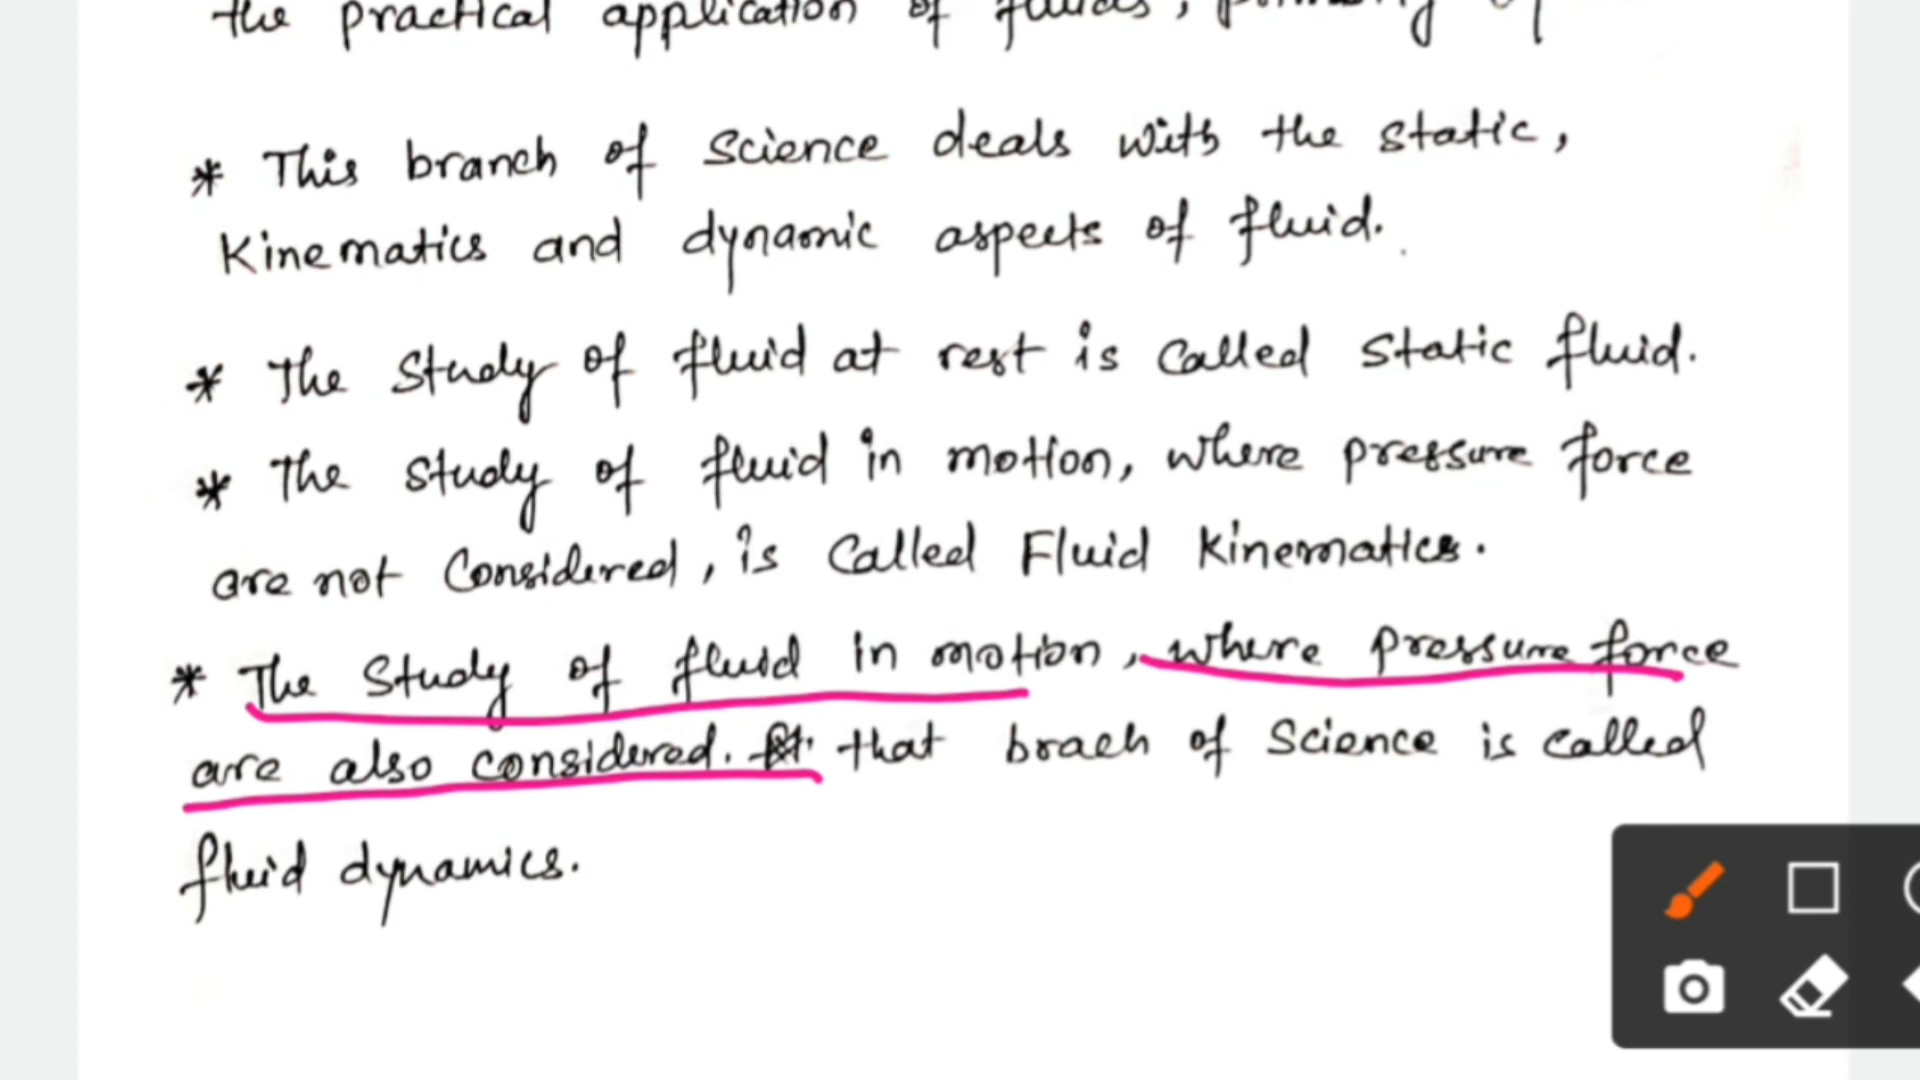 the practical application of fluids,
* This branch of Science deals with the static,
Kinematics and dynamic aspects of fluid.
* The Study of fluid at rest is Called Static fluid.
* The Study of fluid in motion, where pressure force
are not Considered, is Called Fluid Kinematics.
* The Study of fluid in motion, where pressure force
are also considered. that brach of Science is called
fluid dynamics.